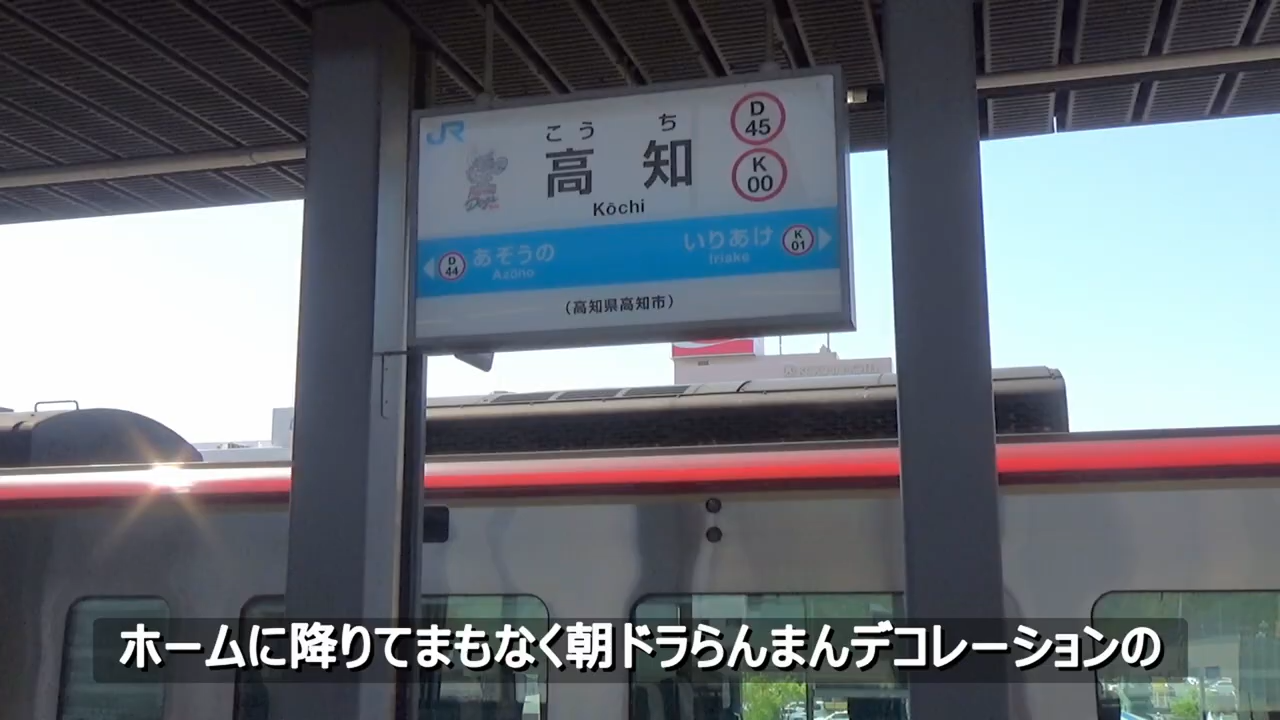 JR
こうち
高知
Kōchi
D
45
K
00
D
44
あぞうの
Azōno
いりあけ
Iriake
K
01
(高知県高知市)
ホームに降りてまもなく朝ドラらんまんデコレーションの